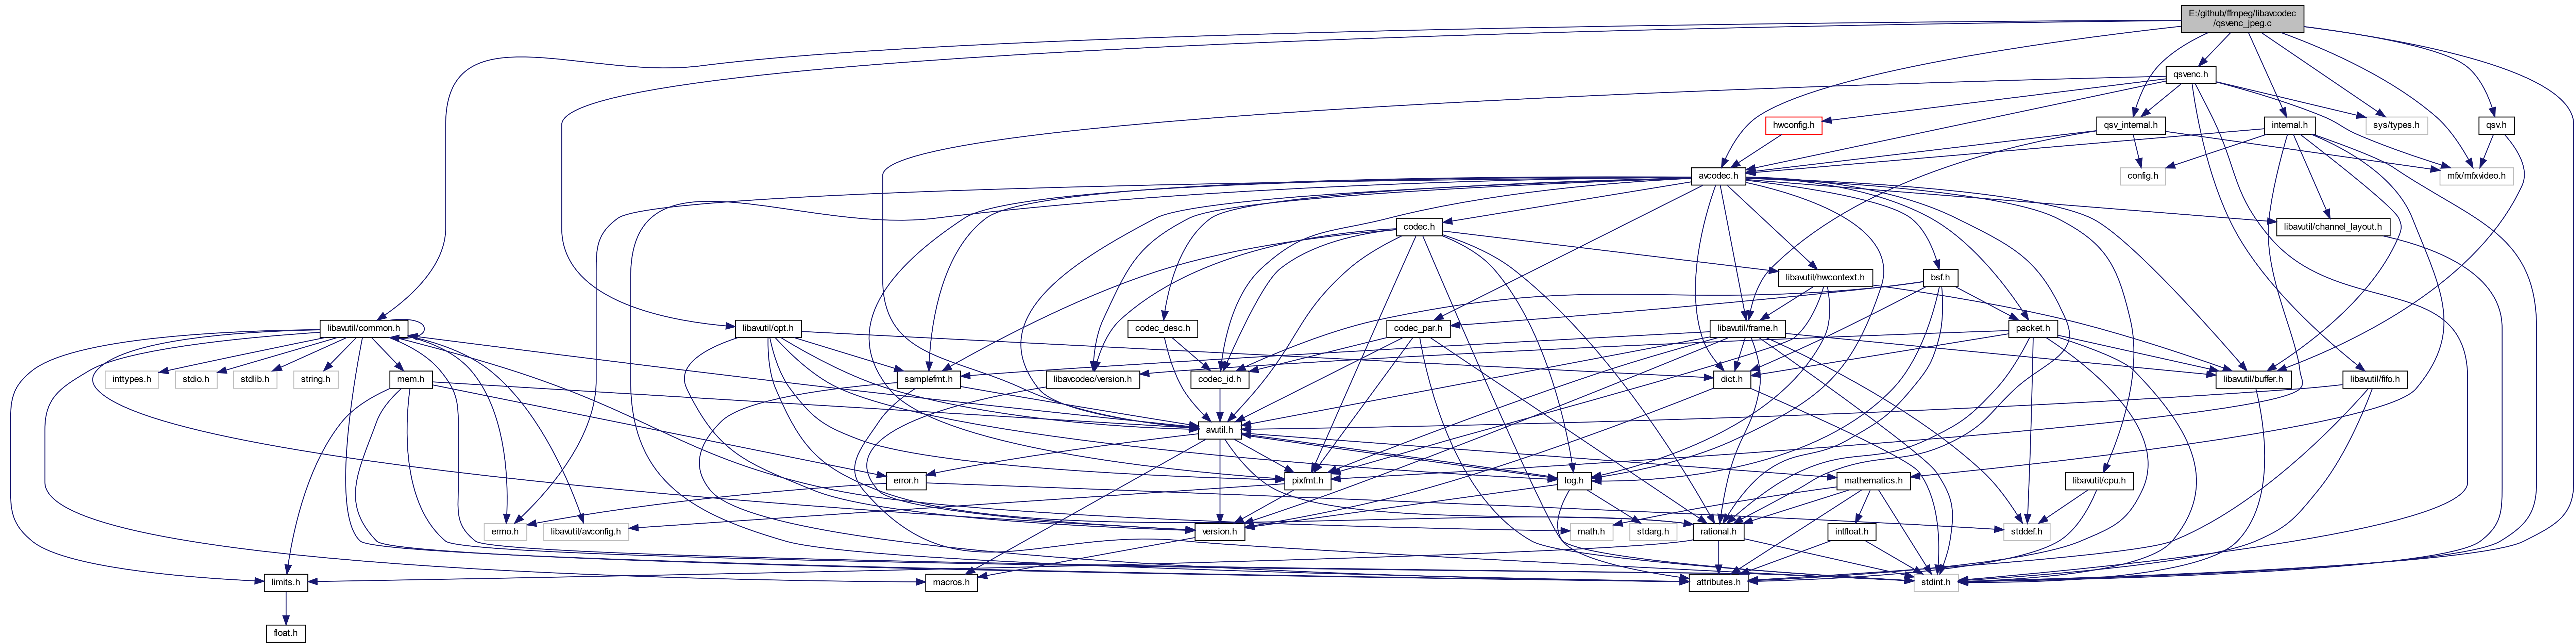 E:/github/ffmpeg/libavcodec
/qsvenc_jpeg.c
qsvenc.h
hwconfig.h
qsv_internal.h
internal.h
sys/types.h
qsv.h
avcodec.h
config.h
mfx/mfxvideo.h
codec.h
libavutil/channel_layout.h
libavutil/hwcontext.h
bsf.h
libavutil/common.h
libavutil/opt.h
codec_desc.h
codec_par.h
libavutil/frame.h
packet.h
inttypes.h
stdio.h
stdlib.h
string.h
mem.h
samplefmt.h
libavcodec/version.h
codec_id.h
dict.h
libavutil/buffer.h
libavutil/fifo.h
avutil.h
error.h
pixfmt.h
log.h
mathematics.h
libavutil/cpu.h
errno.h
libavutil/avconfig.h
version.h
math.h
stdarg.h
rational.h
intfloat.h
stddef.h
limits.h
macros.h
attributes.h
stdint.h
float.h